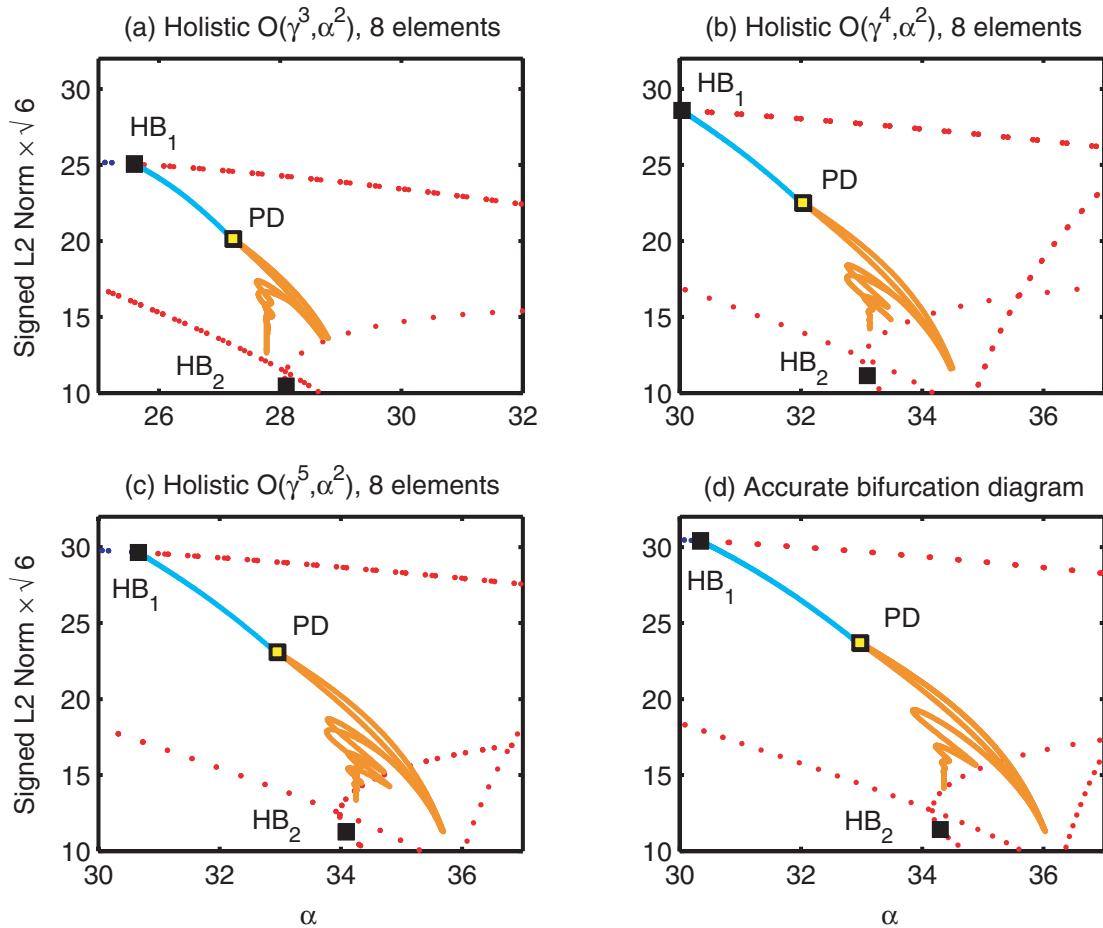 (a) Holistic O(γ³,α²), 8 elements
Signed L2 Norm × √6
30
25
20
15
10
HB₁
PD
HB₂
26
28
30
32
(b) Holistic O(γ⁴,α²), 8 elements
30
25
20
15
10
HB₁
PD
HB₂
30
32
34
36
(c) Holistic O(γ⁵,α²), 8 elements
Signed L2 Norm × √6
30
25
20
15
10
HB₁
PD
HB₂
30
32
34
36
α
(d) Accurate bifurcation diagram
30
25
20
15
10
HB₁
PD
HB₂
30
32
34
36
α